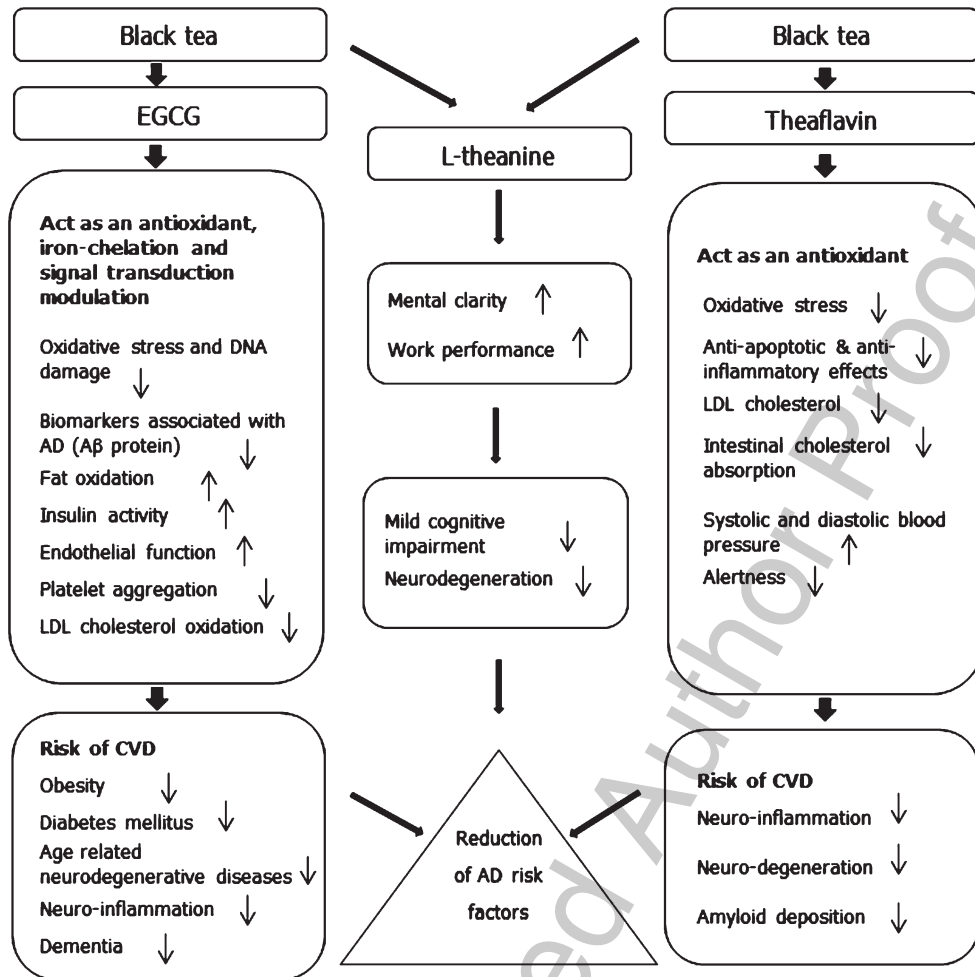 Black tea
EGCG
Act as an antioxidant,
iron-chelation and
signal transduction
modulation
Oxidative stress and DNA
damage ↓
Biomarkers associated with
AD (Aβ protein) ↓
Fat oxidation ↑
Insulin activity ↑
Endothelial function ↑
Platelet aggregation ↓
LDL cholesterol oxidation ↓
Risk of CVD
Obesity ↓
Diabetes mellitus ↓
Age related
neurodegenerative diseases ↓
Neuro-inflammation ↓
Dementia ↓
L-theanine
Mental clarity ↑
Work performance ↑
Mild cognitive
impairment ↓
Neurodegeneration ↓
Reduction
of AD risk
factors
Black tea
Theaflavin
Act as an antioxidant
Oxidative stress ↓
Anti-apoptotic & anti-
inflammatory effects ↓
LDL cholesterol ↓
Intestinal cholesterol ↓
absorption
Systolic and diastolic blood
pressure ↑
Alertness ↓
Risk of CVD
Neuro-inflammation ↓
Neuro-degeneration ↓
Amyloid deposition ↓
ed Author Proof